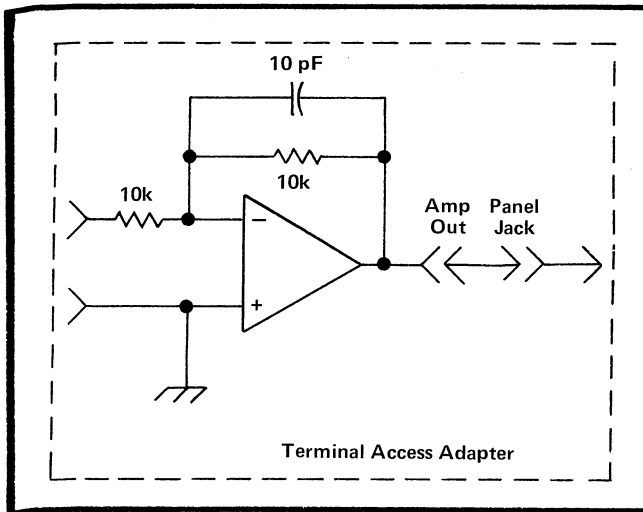 10 pF
10k
10k
Amp Out
Panel Jack
−
+
Terminal Access Adapter